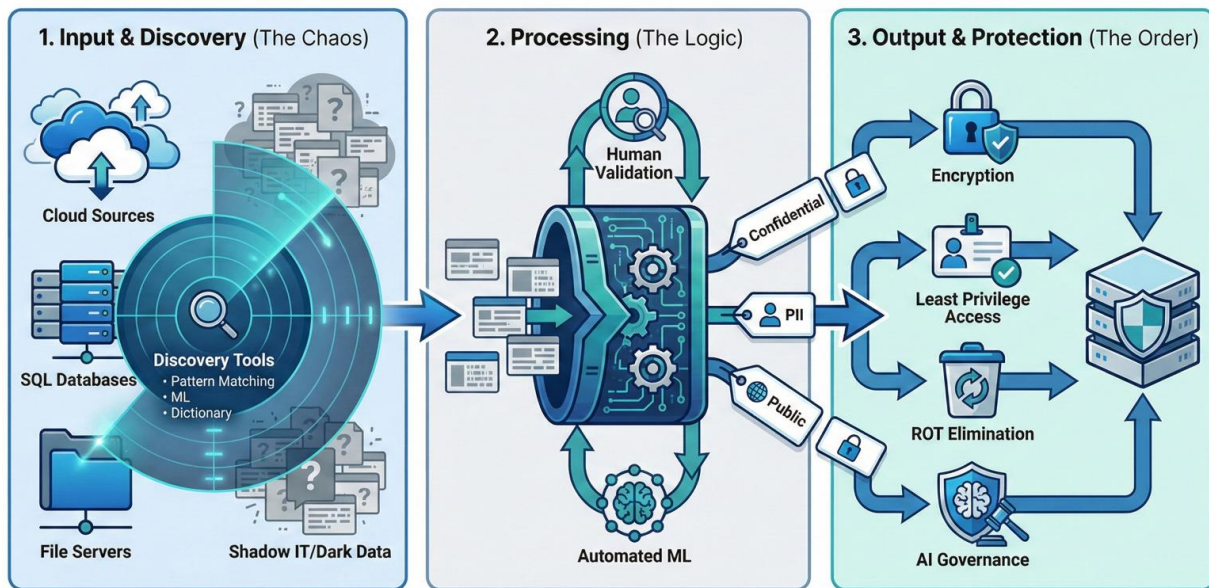 1. Input & Discovery (The Chaos)
Cloud Sources
SQL Databases
File Servers
Discovery Tools
• Pattern Matching
• ML
• Dictionary
Shadow IT/Dark Data
2. Processing (The Logic)
Human
Validation
Automated ML
Confidential
PII
Public
3. Output & Protection (The Order)
Encryption
Least Privilege
Access
ROT Elimination
AI Governance